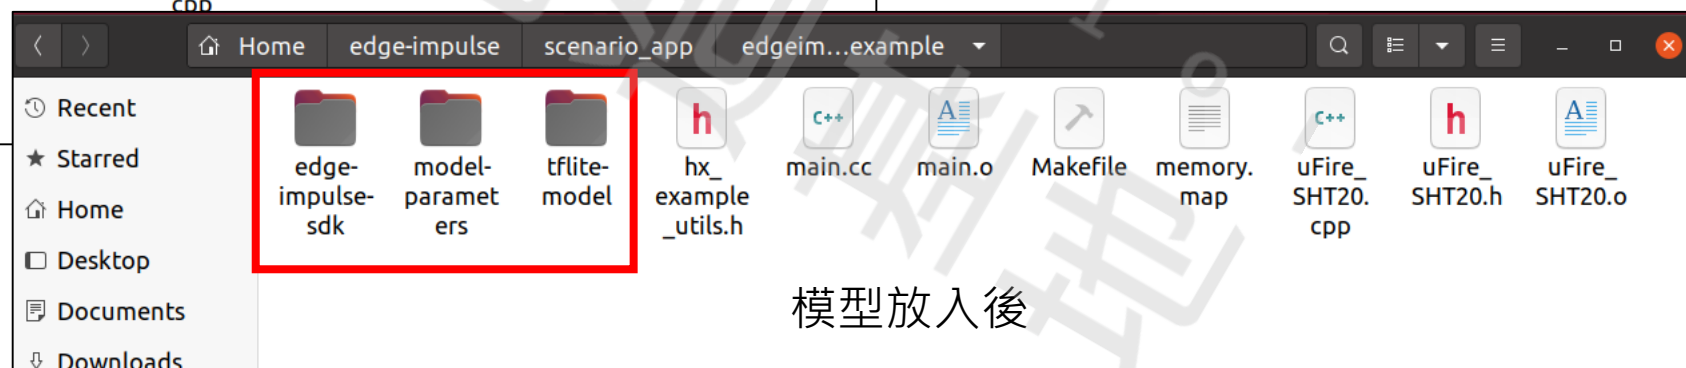 cpp
Home edge-impulse scenario_app edgeim…example
Recent
Starred
Home
Desktop
Documents
Downloads
edge-
impulse-
sdk
model-
paramet
ers
tflite-
model
hx_
example
_utils.h
main.cc
main.o
Makefile
memory.
map
uFire_
SHT20.
cpp
uFire_
SHT20.h
uFire_
SHT20.o
模型放入後